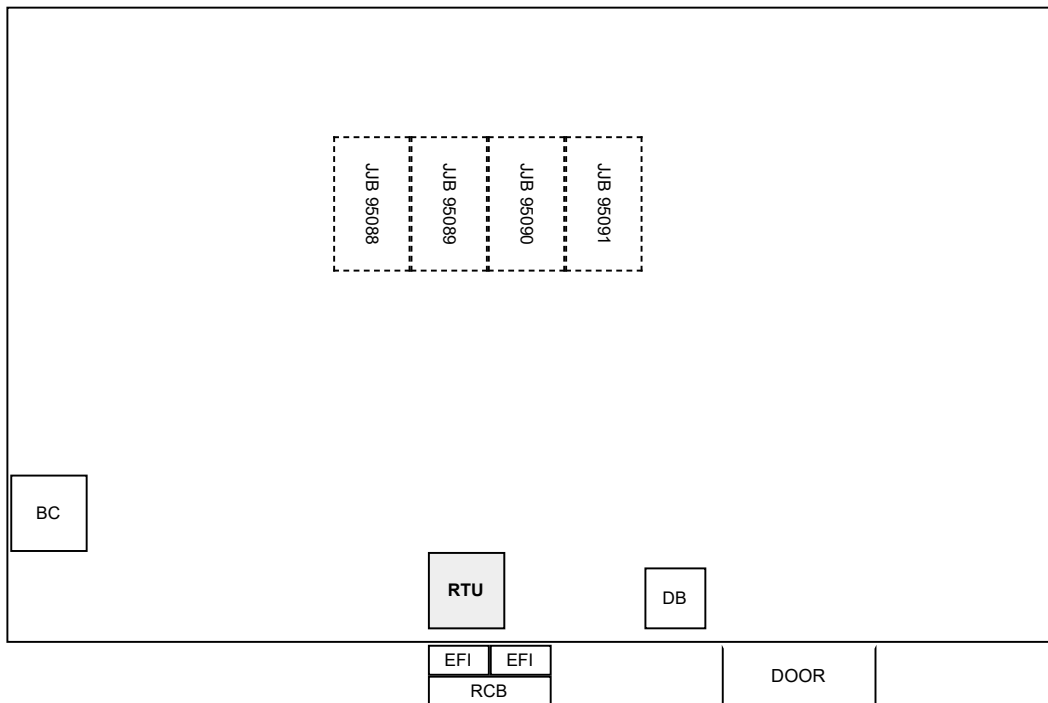 JJB 95088
JJB 95089
JJB 95090
JJB 95091
BC
RTU
DB
EFI
EFI
RCB
DOOR